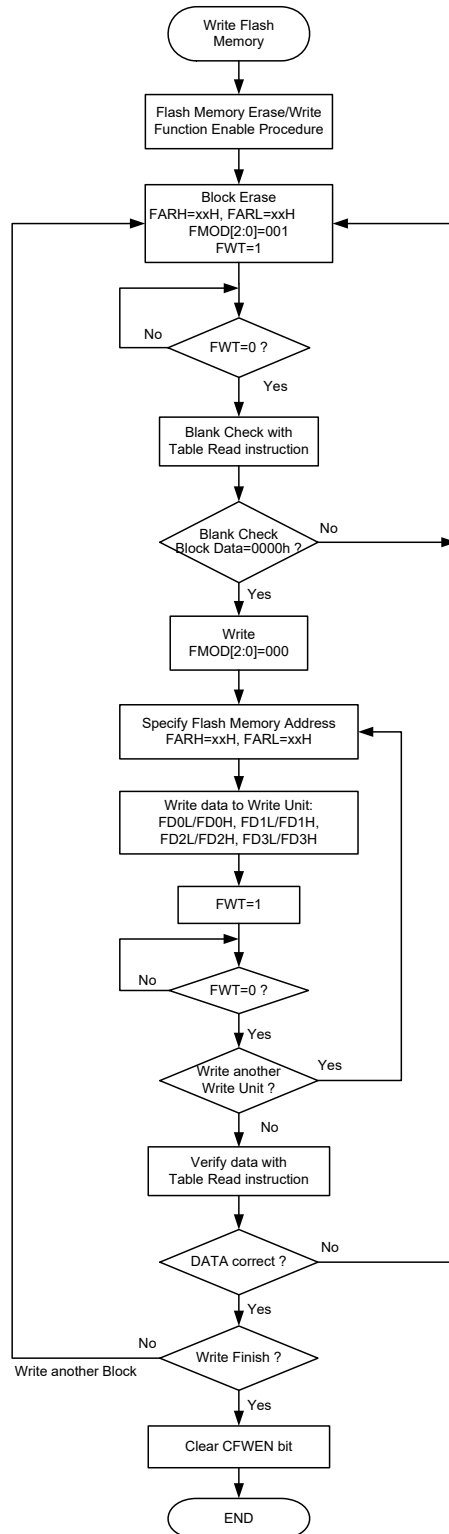 Write Flash
Memory
Flash Memory Erase/Write
Function Enable Procedure
Block Erase
FARH=xxH, FARL=xxH
FMOD[2:0]=001
FWT=1
No
FWT=0 ?
Yes
Blank Check with
Table Read instruction
No
Blank Check
Block Data=0000h ?
Yes
Write
FMOD[2:0]=000
Specify Flash Memory Address
FARH=xxH, FARL=xxH
Write data to Write Unit:
FD0L/FD0H, FD1L/FD1H,
FD2L/FD2H, FD3L/FD3H
FWT=1
No
FWT=0 ?
Yes
Yes
Write another
Write Unit ?
No
Verify data with
Table Read instruction
No
DATA correct ?
Yes
No
Write Finish ?
Write another Block
Yes
Clear CFWEN bit
END